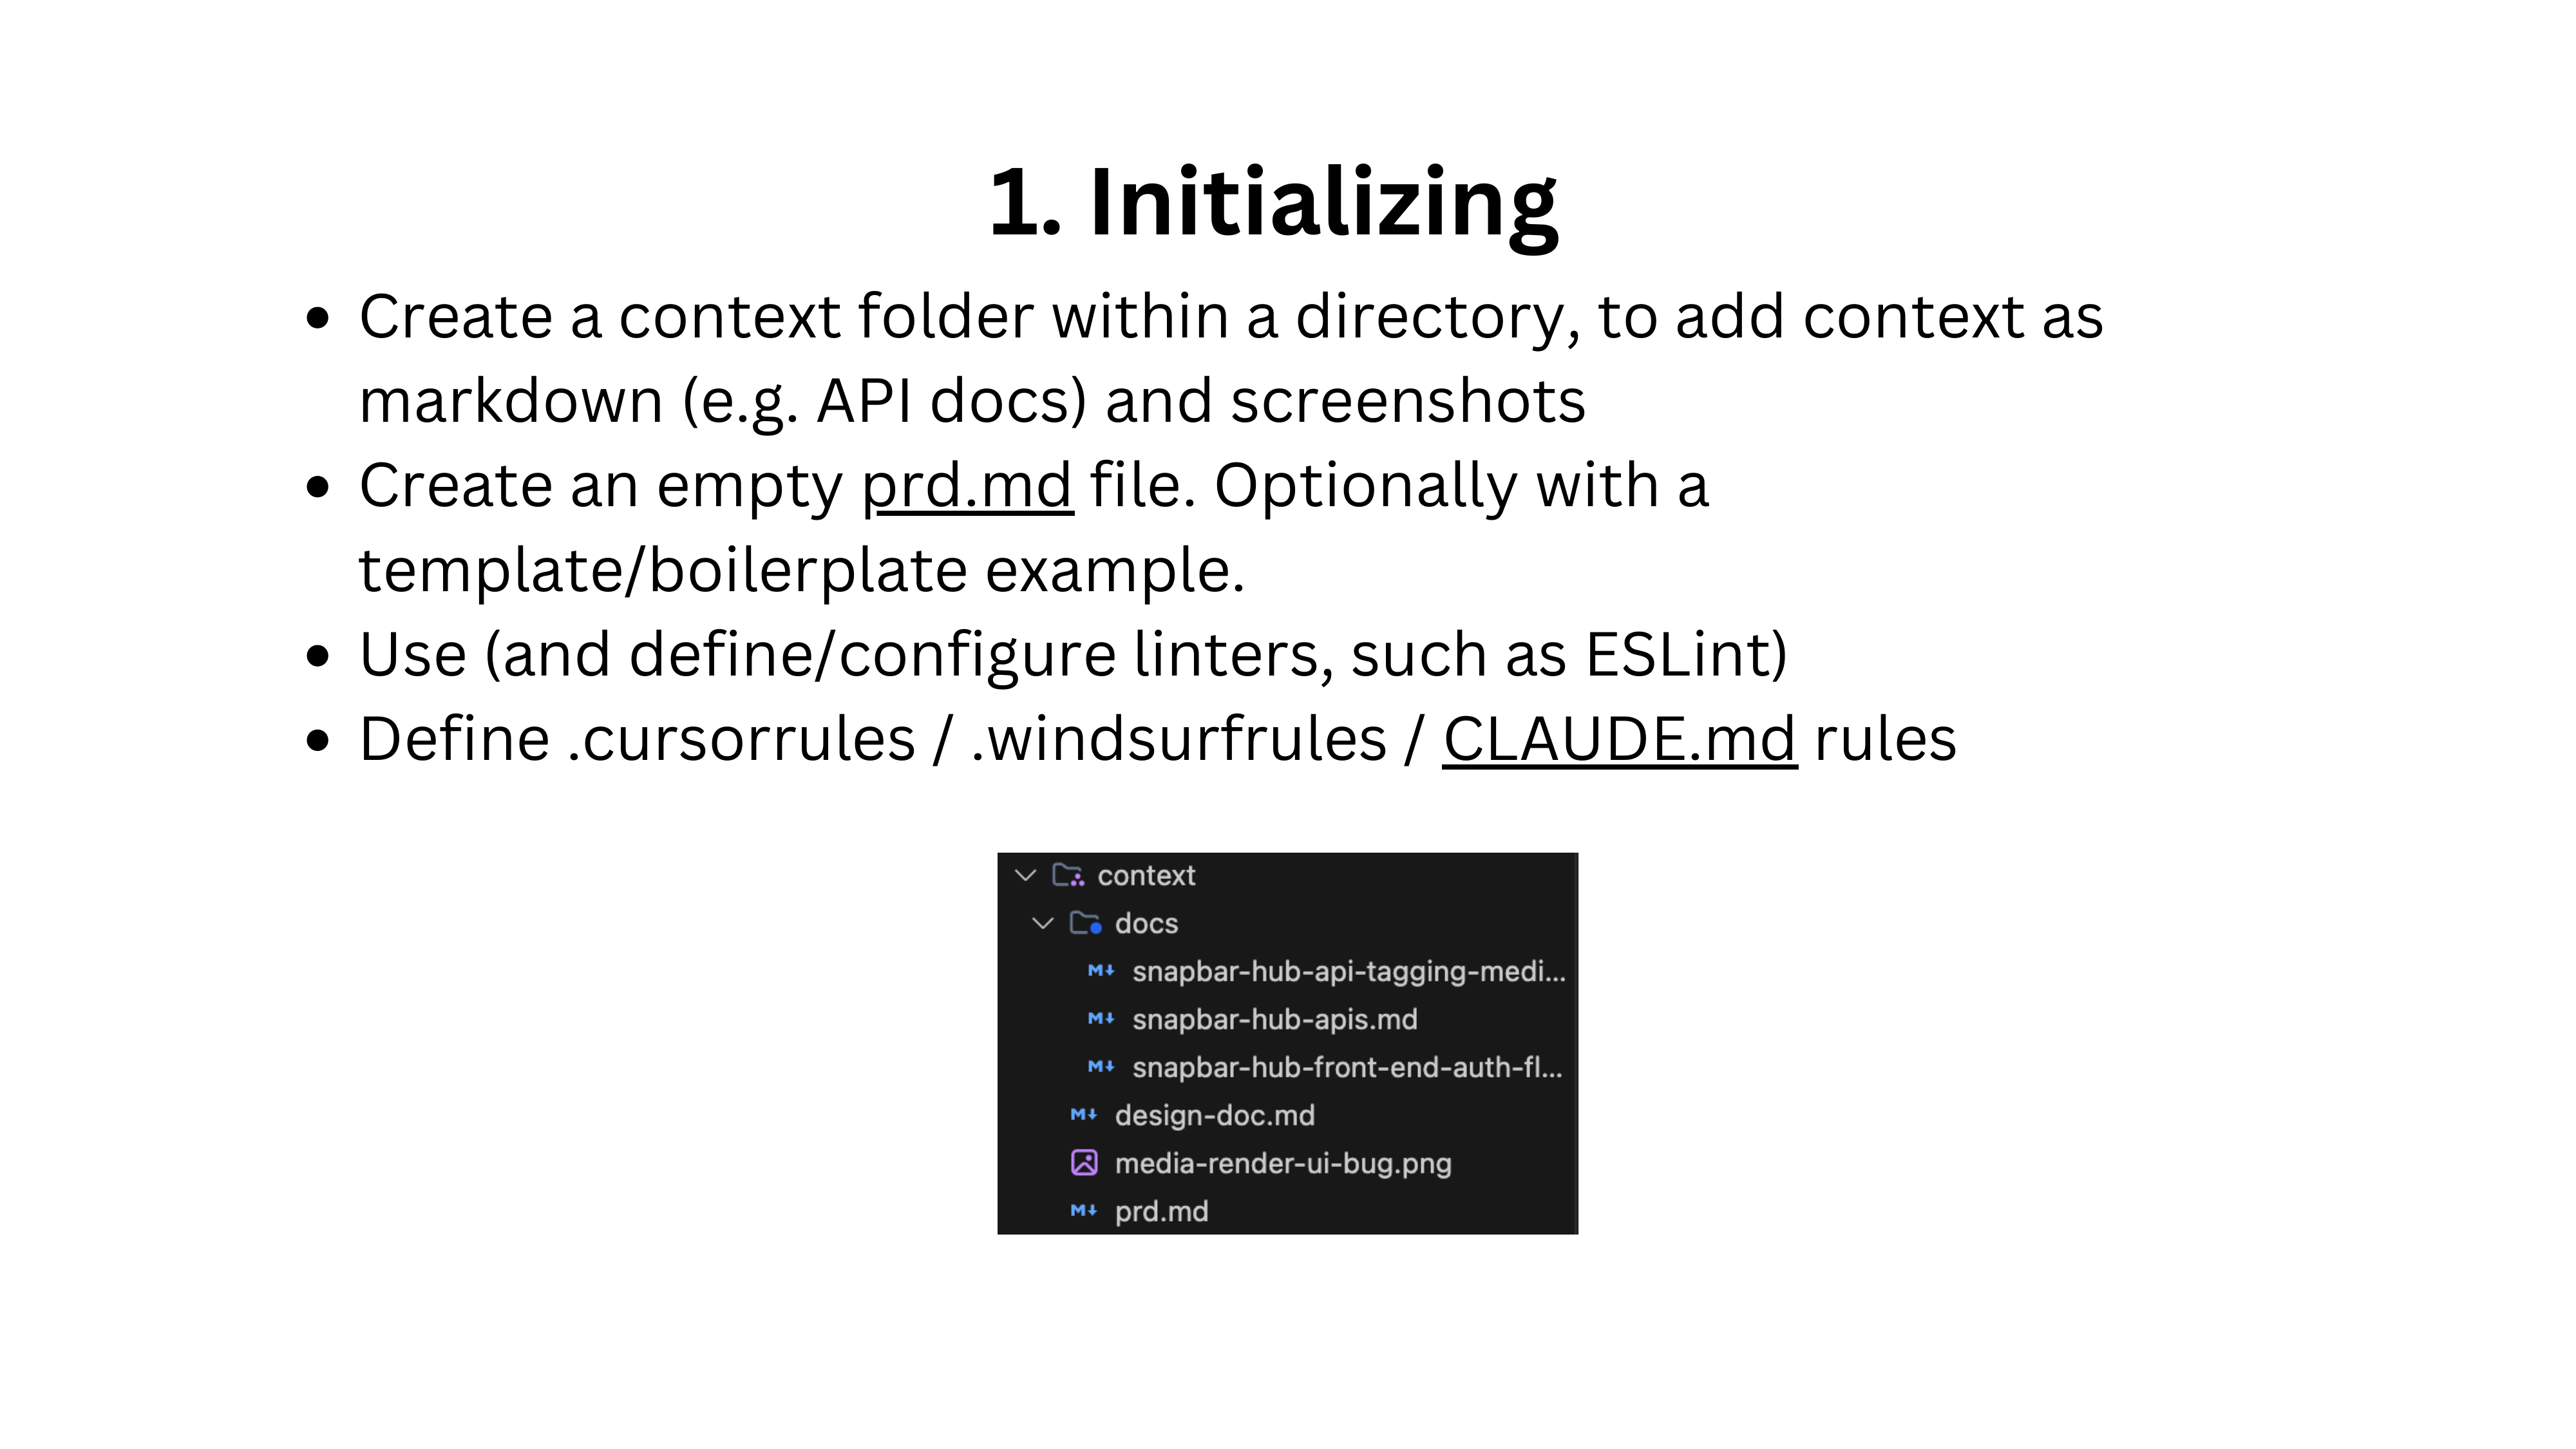 1. Initializing
• Create a context folder within a directory, to add context as
markdown (e.g. API docs) and screenshots
• Create an empty prd.md file. Optionally with a
template/boilerplate example.
• Use (and define/configure linters, such as ESLint)
• Define .cursorrules / .windsurfrules / CLAUDE.md rules
context
docs
snapbar-hub-api-tagging-medi...
snapbar-hub-apis.md
snapbar-hub-front-end-auth-fl...
design-doc.md
media-render-ui-bug.png
prd.md